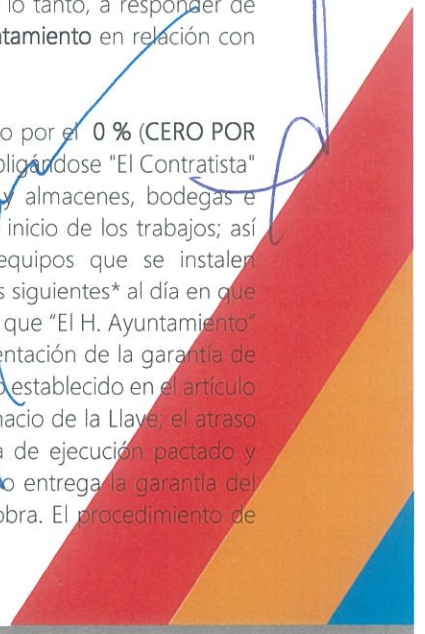 lo tanto, a responder de
tamiento en relación con
o por el 0 % (CERO POR
bligándose "El Contratista"
y almacenes, bodegas e
inicio de los trabajos; así
equipos que se instalen
s siguientes* al día en que
que "El H. Ayuntamiento"
entación de la garantía de
establecido en el artículo
nacio de la Llave; el atraso
a de ejecución pactado y
o entrega la garantía del
obra. El procedimiento de